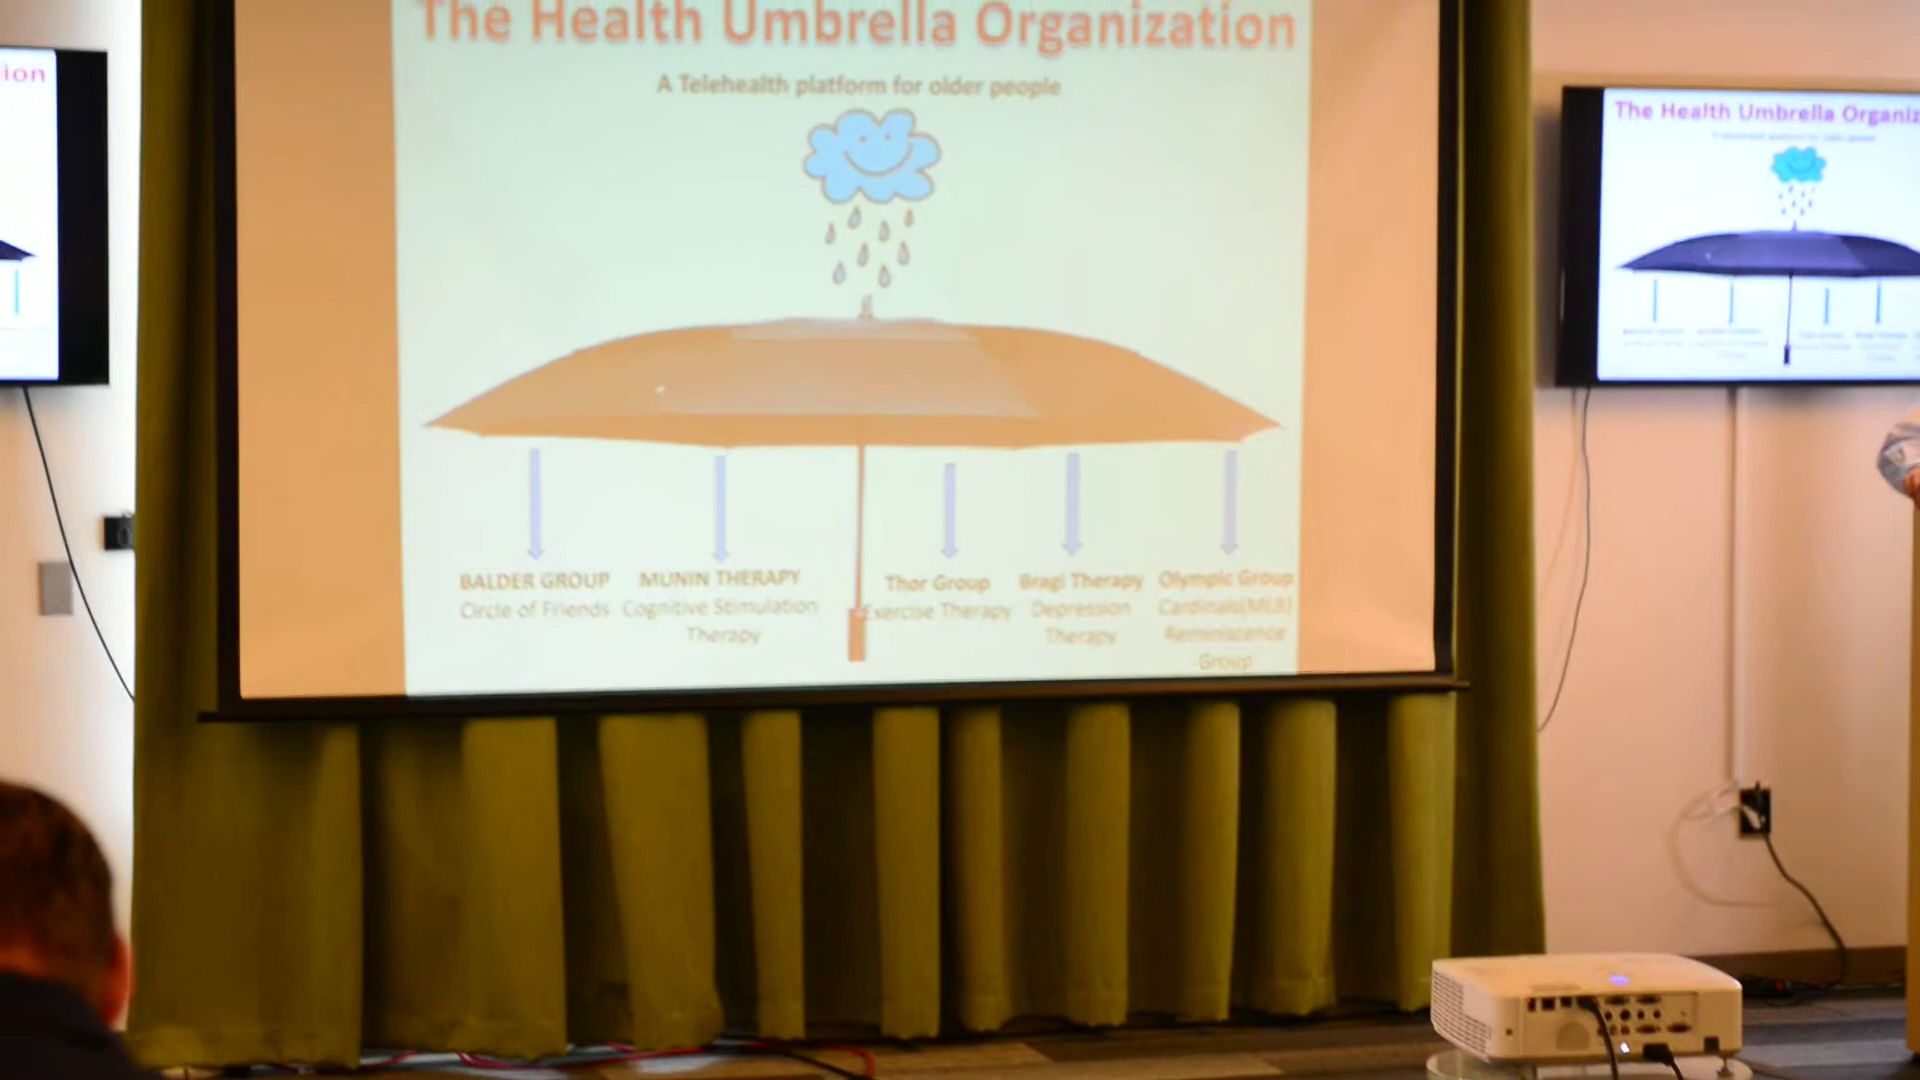 The Health Umbrella Organization
A Telehealth platform for older people
BALDER GROUP
Circle of Friends
MUNIN THERAPY
Cognitive Stimulation
Therapy
Thor Group
Exercise Therapy
Bragi Therapy
Depression
Therapy
Olympic Group
Cardinals(MLB)
Reminiscence
Group
ion
The Health Umbrella Organiz